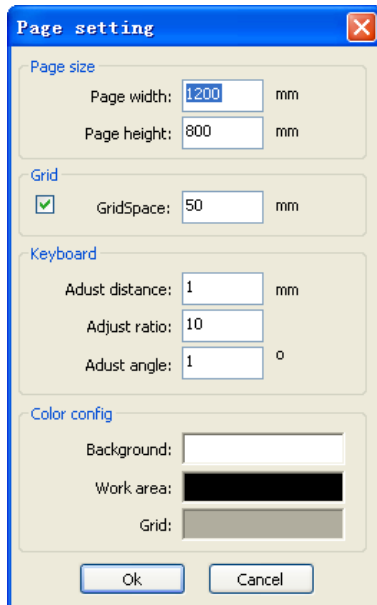 Page setting
Page size
Page width: 1200 mm
Page height: 800 mm
Grid
GridSpace: 50 mm
Keyboard
Adust distance: 1 mm
Adjust ratio: 10
Adust angle: 1 °
Color config
Background:
Work area:
Grid:
Ok Cancel